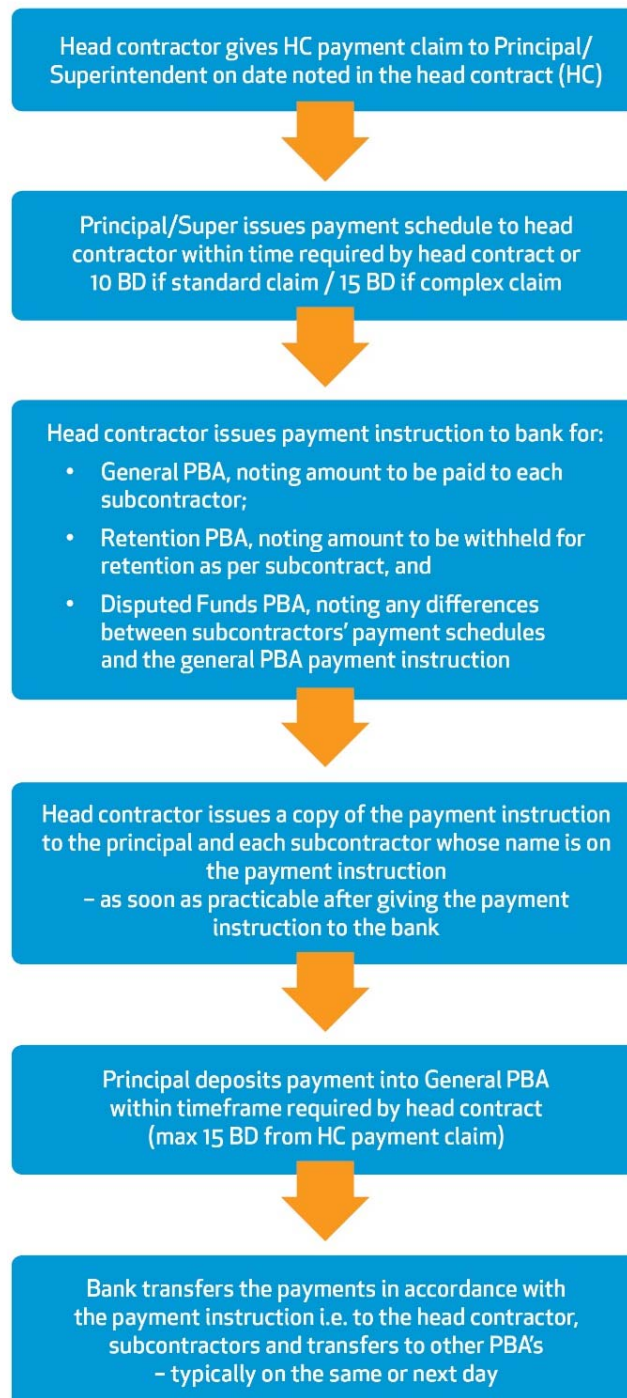 Head contractor gives HC payment claim to Principal/
Superintendent on date noted in the head contract (HC)
Principal/Super issues payment schedule to head
contractor within time required by head contract or
10 BD if standard claim / 15 BD if complex claim
Head contractor issues payment instruction to bank for:
• General PBA, noting amount to be paid to each
subcontractor;
• Retention PBA, noting amount to be withheld for
retention as per subcontract, and
• Disputed Funds PBA, noting any differences
between subcontractors’ payment schedules
and the general PBA payment instruction
Head contractor issues a copy of the payment instruction
to the principal and each subcontractor whose name is on
the payment instruction
– as soon as practicable after giving the payment
instruction to the bank
Principal deposits payment into General PBA
within timeframe required by head contract
(max 15 BD from HC payment claim)
Bank transfers the payments in accordance with
the payment instruction i.e. to the head contractor,
subcontractors and transfers to other PBA’s
– typically on the same or next day